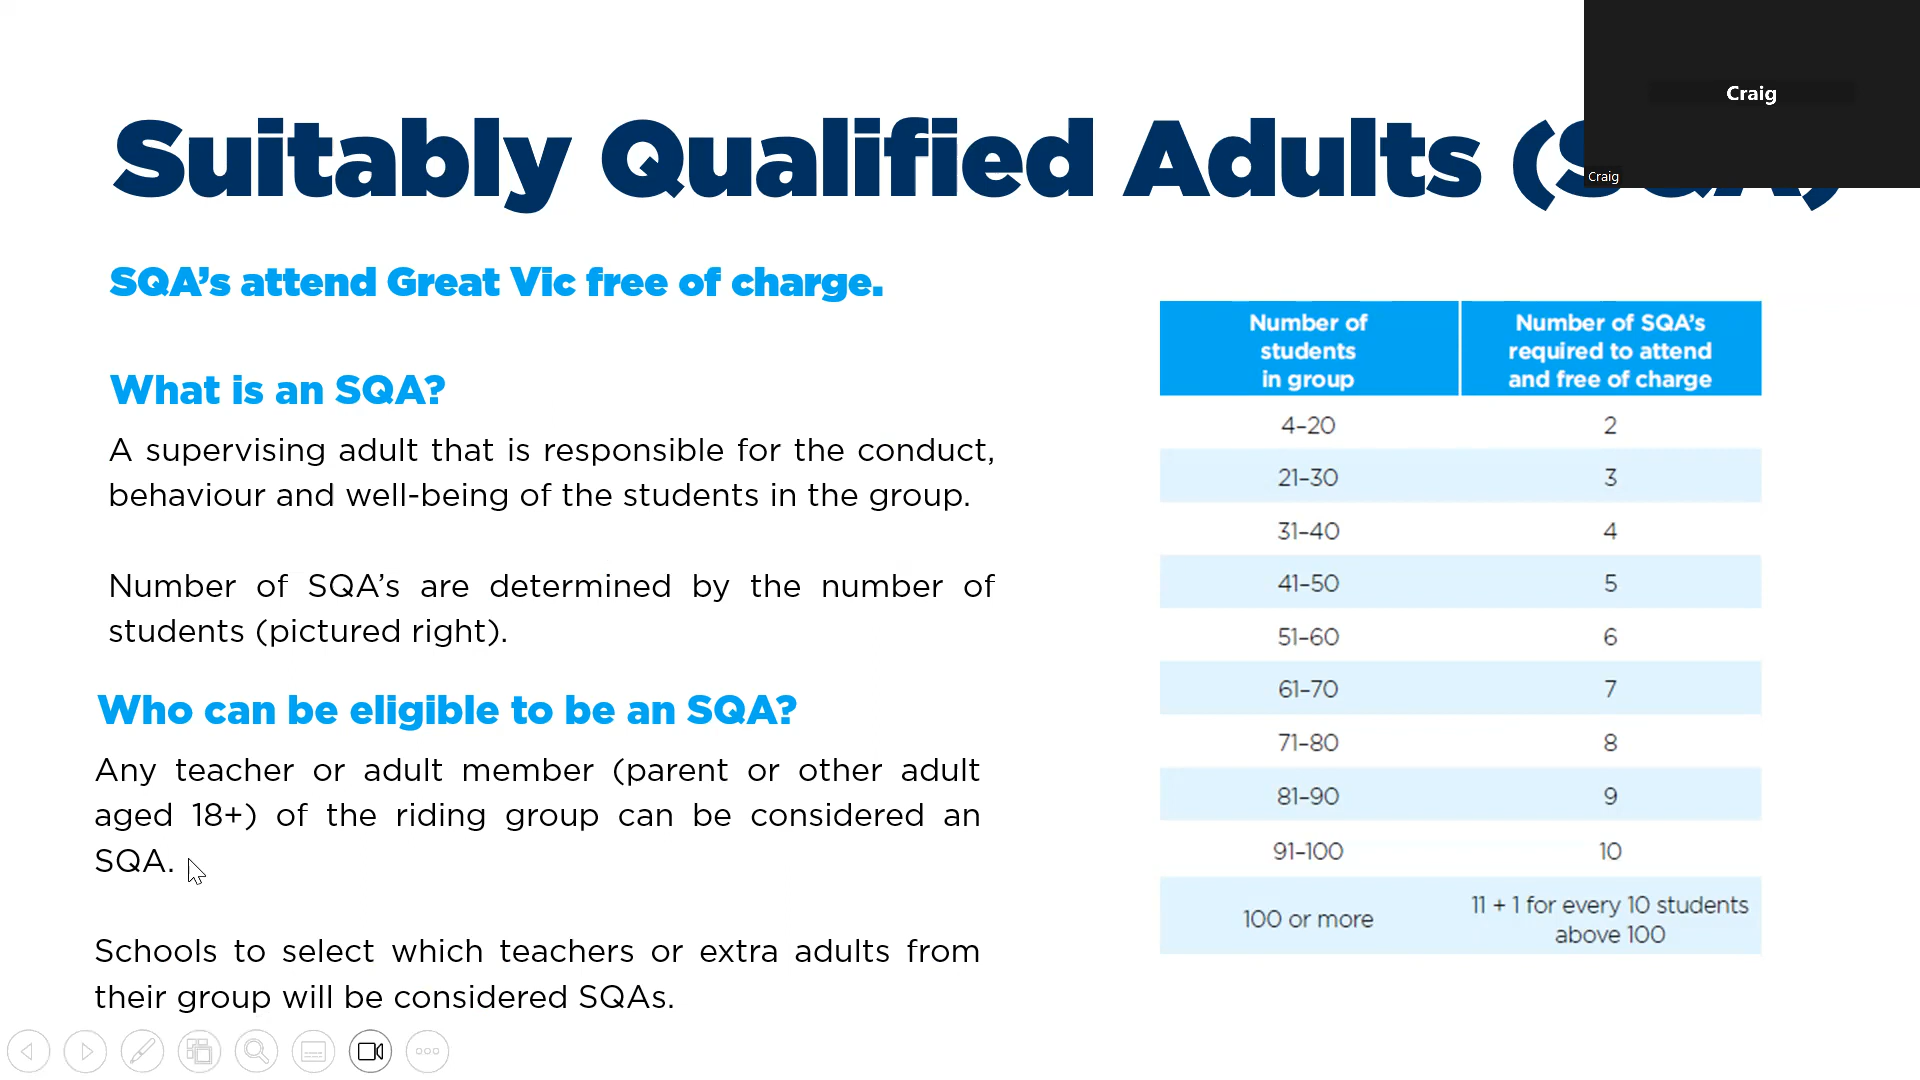 Craig
Craig
Suitably Qualified Adults
SQA’s attend Great Vic free of charge.
What is an SQA?
A supervising adult that is responsible for the conduct,
behaviour and well-being of the students in the group.
Number of SQA’s are determined by the number of
students (pictured right).
Who can be eligible to be an SQA?
Any teacher or adult member (parent or other adult
aged 18+) of the riding group can be considered an
SQA.
Schools to select which teachers or extra adults from
their group will be considered SQAs.
Number of students in group | Number of SQA’s required to attend and free of charge
4–20 2
21–30 3
31–40 4
41–50 5
51–60 6
61–70 7
71–80 8
81–90 9
91–100 10
100 or more 11 + 1 for every 10 students above 100